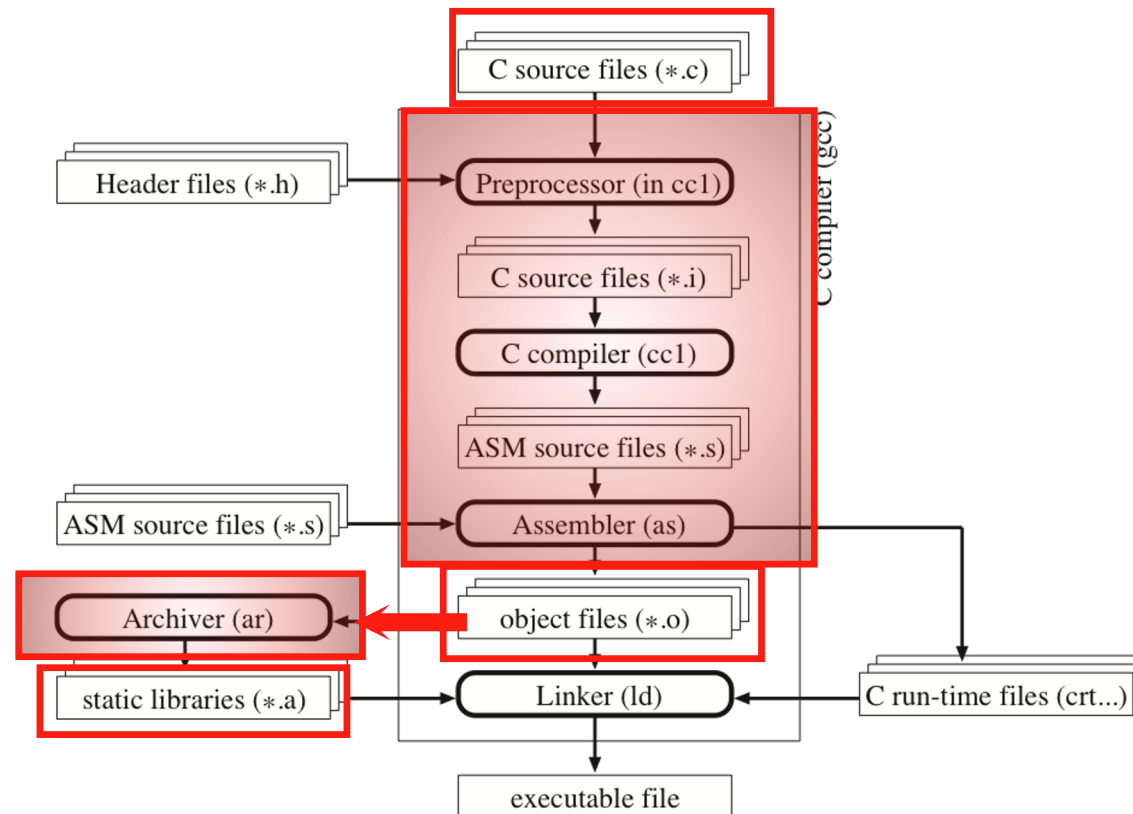 C source files (*.c)
C compiler (gcc)
Header files (*.h)
Preprocessor (in cc1)
C source files (*.i)
C compiler (cc1)
ASM source files (*.s)
ASM source files (*.s)
Assembler (as)
Archiver (ar)
object files (*.o)
static libraries (*.a)
Linker (ld)
C run-time files (crt...)
executable file